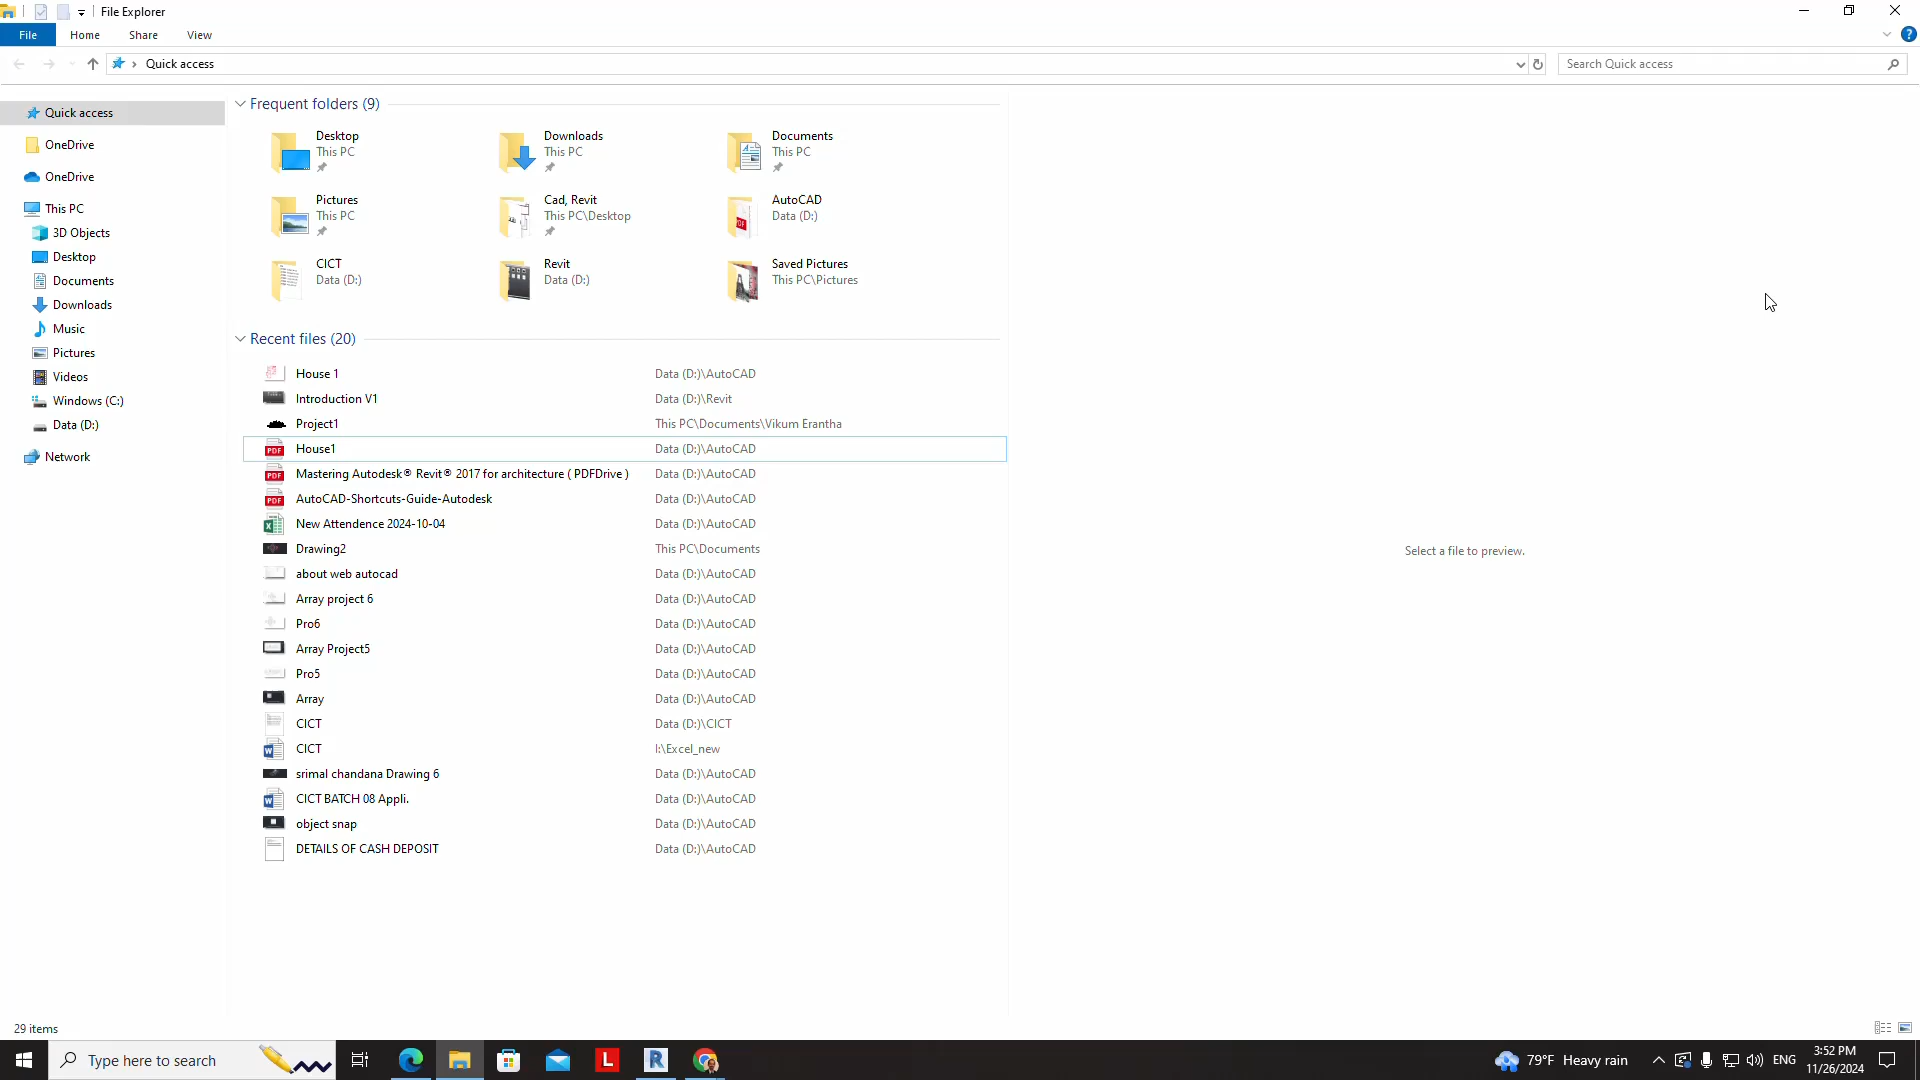 File Explorer
File Home Share View
Quick access
Search Quick access
Quick access
OneDrive
OneDrive
This PC
3D Objects
Desktop
Documents
Downloads
Music
Pictures
Videos
Windows (C:)
Data (D:)
Network
Frequent folders (9)
Desktop
This PC
Downloads
This PC
Documents
This PC
Pictures
This PC
Cad, Revit
This PC\Desktop
AutoCAD
Data (D:)
CICT
Data (D:)
Revit
Data (D:)
Saved Pictures
This PC\Pictures
Recent files (20)
House 1 Data (D:)\AutoCAD
Introduction V1 Data (D:)\Revit
Project1 This PC\Documents\Vikum Erantha
PDF House1 Data (D:)\AutoCAD
PDF Mastering Autodesk® Revit® 2017 for architecture ( PDFDrive ) Data (D:)\AutoCAD
PDF AutoCAD-Shortcuts-Guide-Autodesk Data (D:)\AutoCAD
New Attendence 2024-10-04 Data (D:)\AutoCAD
Drawing2 This PC\Documents
about web autocad Data (D:)\AutoCAD
Array project 6 Data (D:)\AutoCAD
Pro6 Data (D:)\AutoCAD
Array Project5 Data (D:)\AutoCAD
Pro5 Data (D:)\AutoCAD
Array Data (D:)\AutoCAD
CICT Data (D:)\CICT
CICT I:\Excel_new
srimal chandana Drawing 6 Data (D:)\AutoCAD
CICT BATCH 08 Appli. Data (D:)\AutoCAD
object snap Data (D:)\AutoCAD
DETAILS OF CASH DEPOSIT Data (D:)\AutoCAD
Select a file to preview.
29 items
Type here to search
L
R
79°F Heavy rain
ENG
3:52 PM
11/26/2024